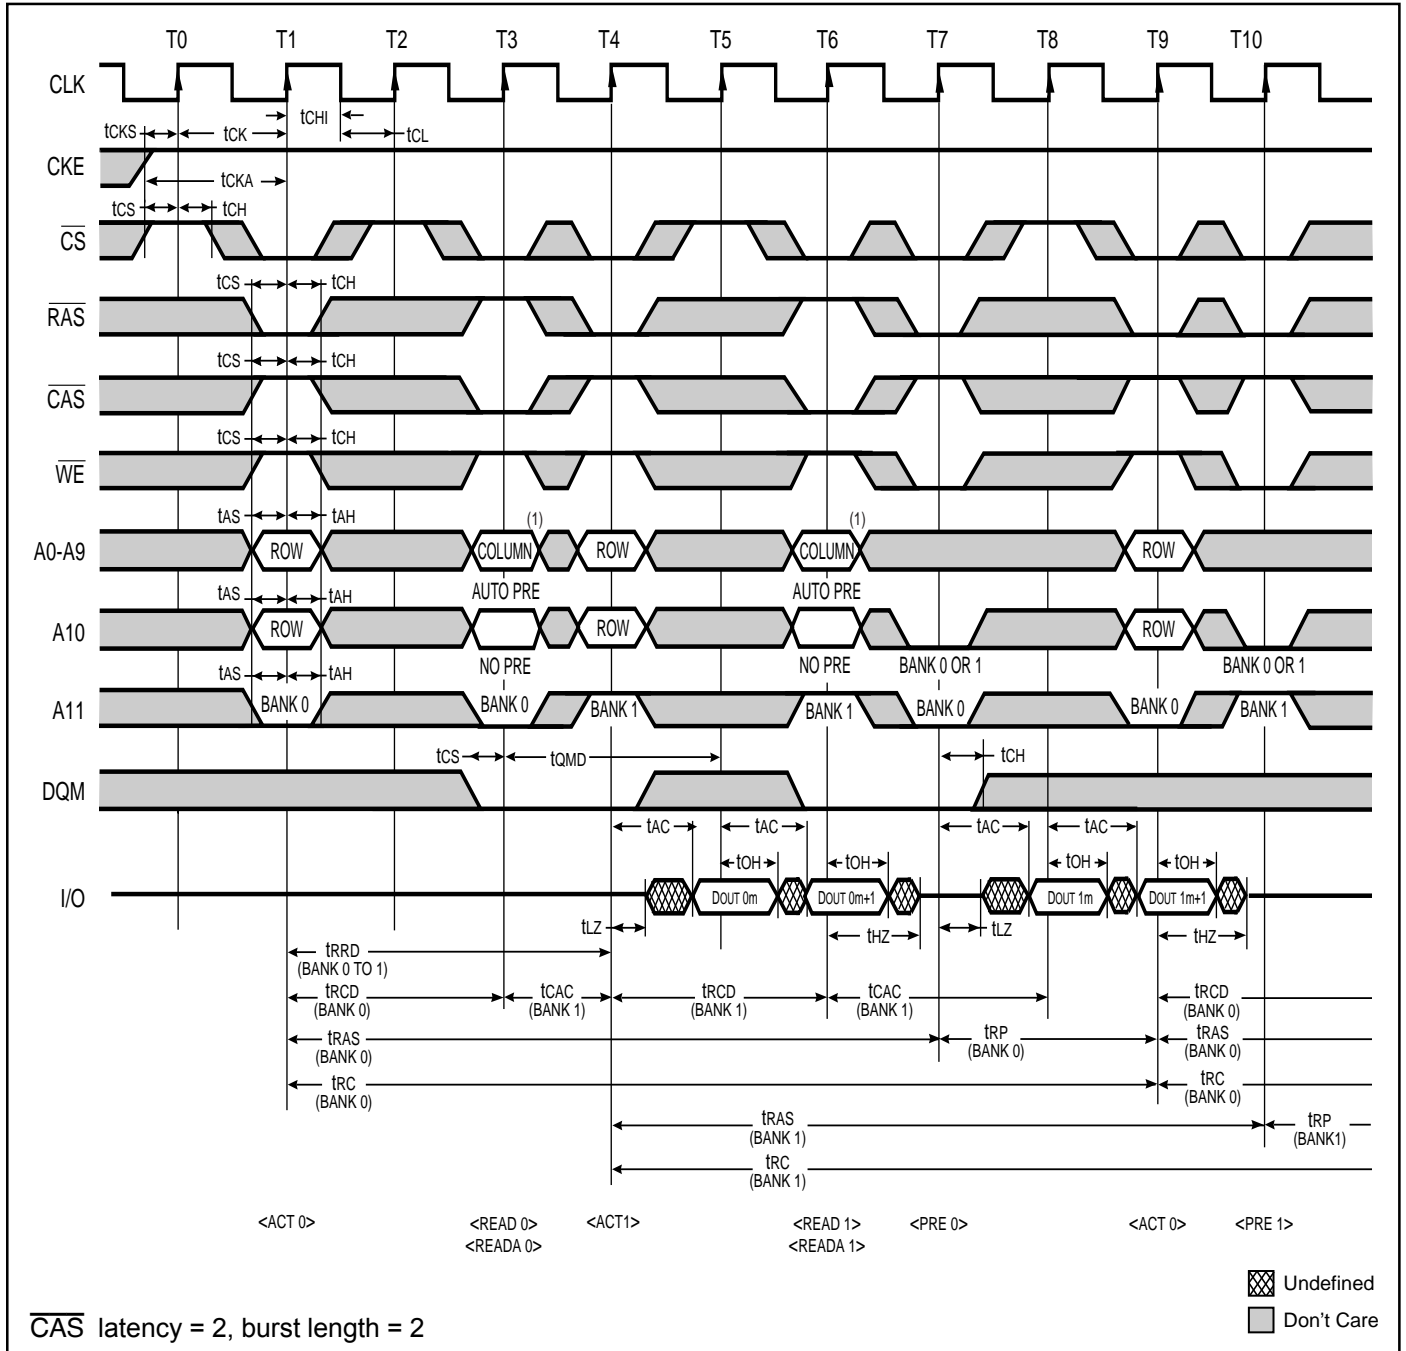 T0 T1 T2 T3 T4 T5 T6 T7 T8 T9 T10
CLK
tCHI
tCKS tCK tCL
CKE
tCKA
tCS tCH
CS
tCS tCH
RAS
tCS tCH
CAS
tCS tCH
WE
tAS tAH (1) (1)
A0-A9 ROW COLUMN ROW COLUMN ROW
AUTO PRE AUTO PRE
tAS tAH
A10 ROW ROW ROW
NO PRE NO PRE BANK 0 OR 1 BANK 0 OR 1
tAS tAH
A11 BANK 0 BANK 0 BANK 1 BANK 1 BANK 0 BANK 0 BANK 1
tCS tQMD tCH
DQM
tAC tAC tAC tAC
tOH tOH tOH tOH
I/O DOUT 0m DOUT 0m+1 DOUT 1m DOUT 1m+1
tLZ tHZ tLZ tHZ
tRRD
(BANK 0 TO 1)
tRCD tCAC tRCD tCAC tRCD
(BANK 0) (BANK 1) (BANK 1) (BANK 1) (BANK 0)
tRAS tRP tRAS
(BANK 0) (BANK 0) (BANK 0)
tRC tRC
(BANK 0) (BANK 0)
tRAS tRP
(BANK 1) (BANK1)
tRC
(BANK 1)
<ACT 0> <READ 0> <ACT1> <READ 1> <PRE 0> <ACT 0> <PRE 1>
<READA 0> <READA 1>
Undefined
Don't Care
CAS latency = 2, burst length = 2